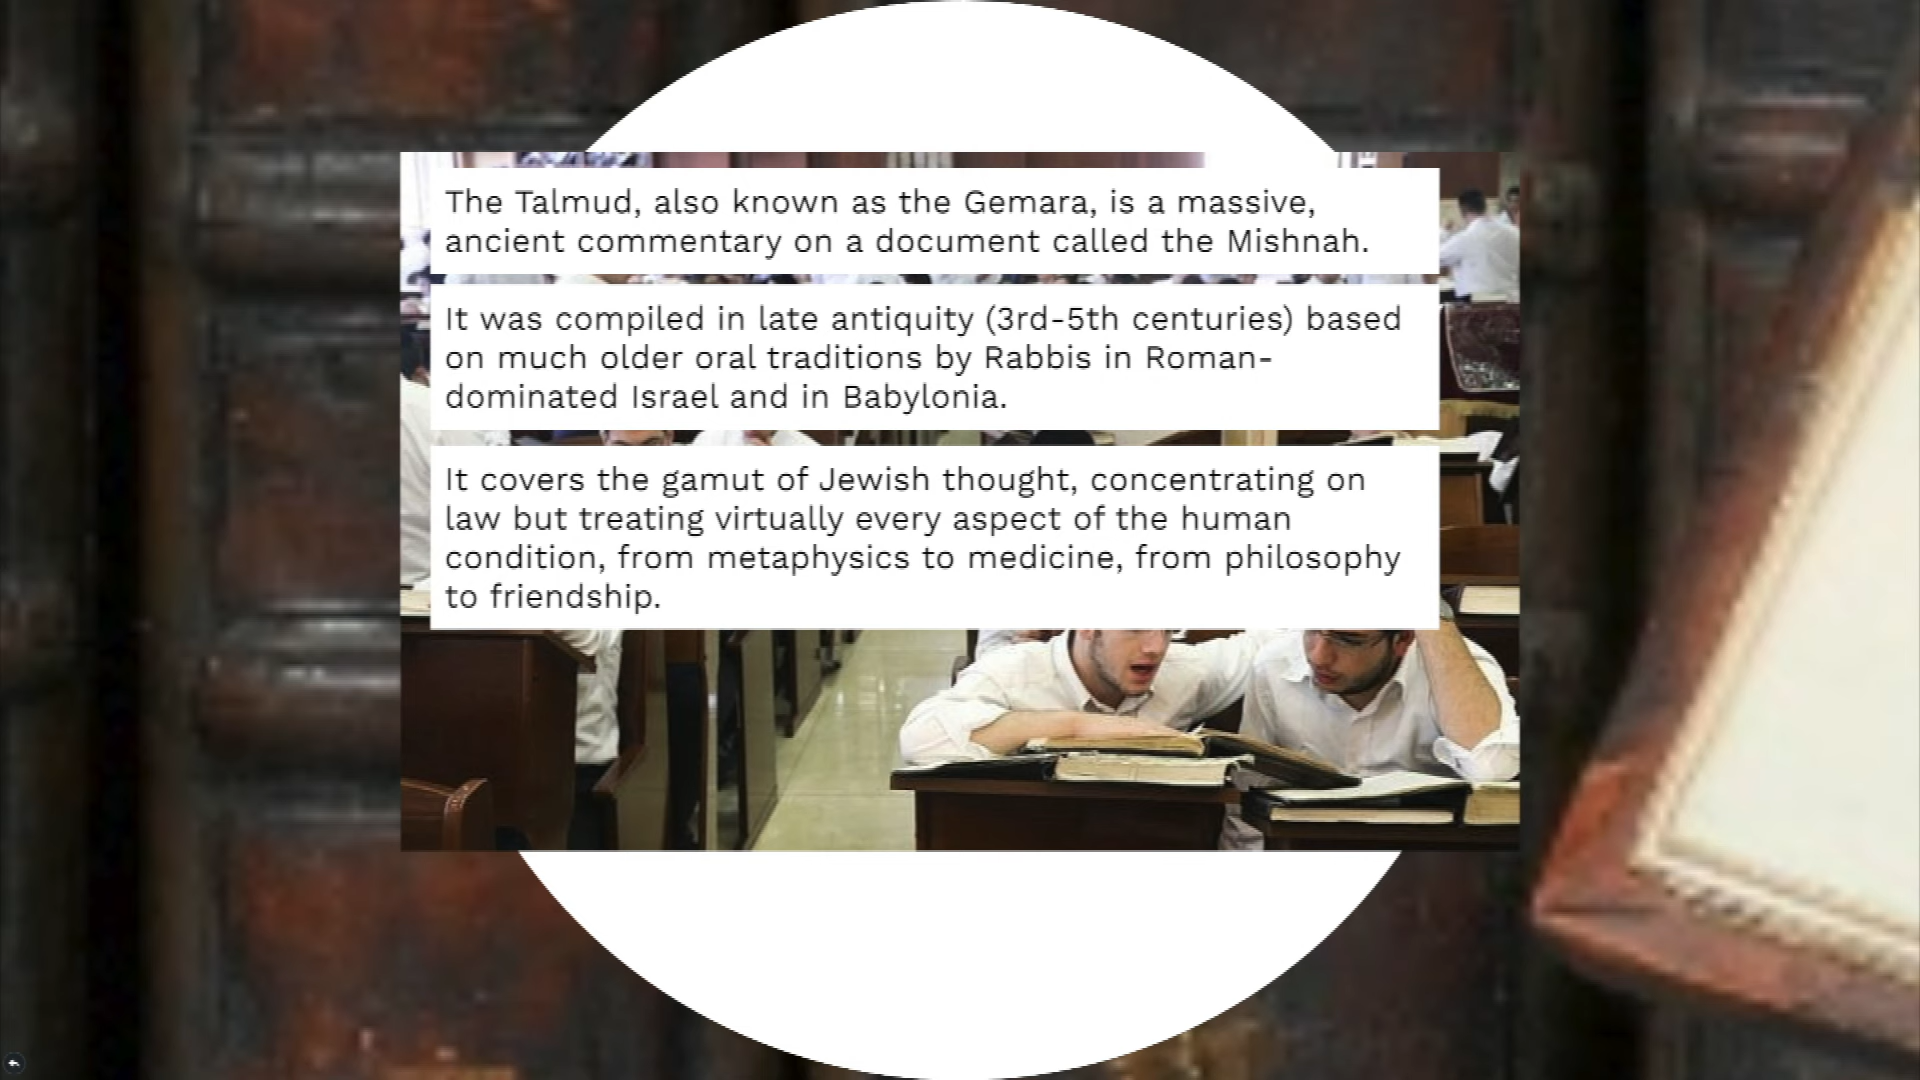 The Talmud, also known as the Gemara, is a massive,
ancient commentary on a document called the Mishnah.
It was compiled in late antiquity (3rd-5th centuries) based
on much older oral traditions by Rabbis in Roman-
dominated Israel and in Babylonia.
It covers the gamut of Jewish thought, concentrating on
law but treating virtually every aspect of the human
condition, from metaphysics to medicine, from philosophy
to friendship.